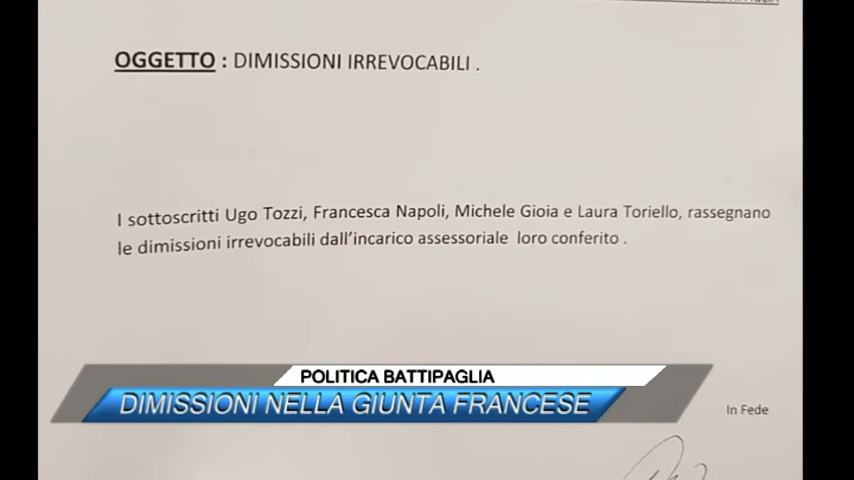 OGGETTO : DIMISSIONI IRREVOCABILI .
I sottoscritti Ugo Tozzi, Francesca Napoli, Michele Gioia e Laura Toriello, rassegnano
le dimissioni irrevocabili dall'incarico assessoriale loro conferito .
POLITICA BATTIPAGLIA
DIMISSIONI NELLA GIUNTA FRANCESE
In Fede